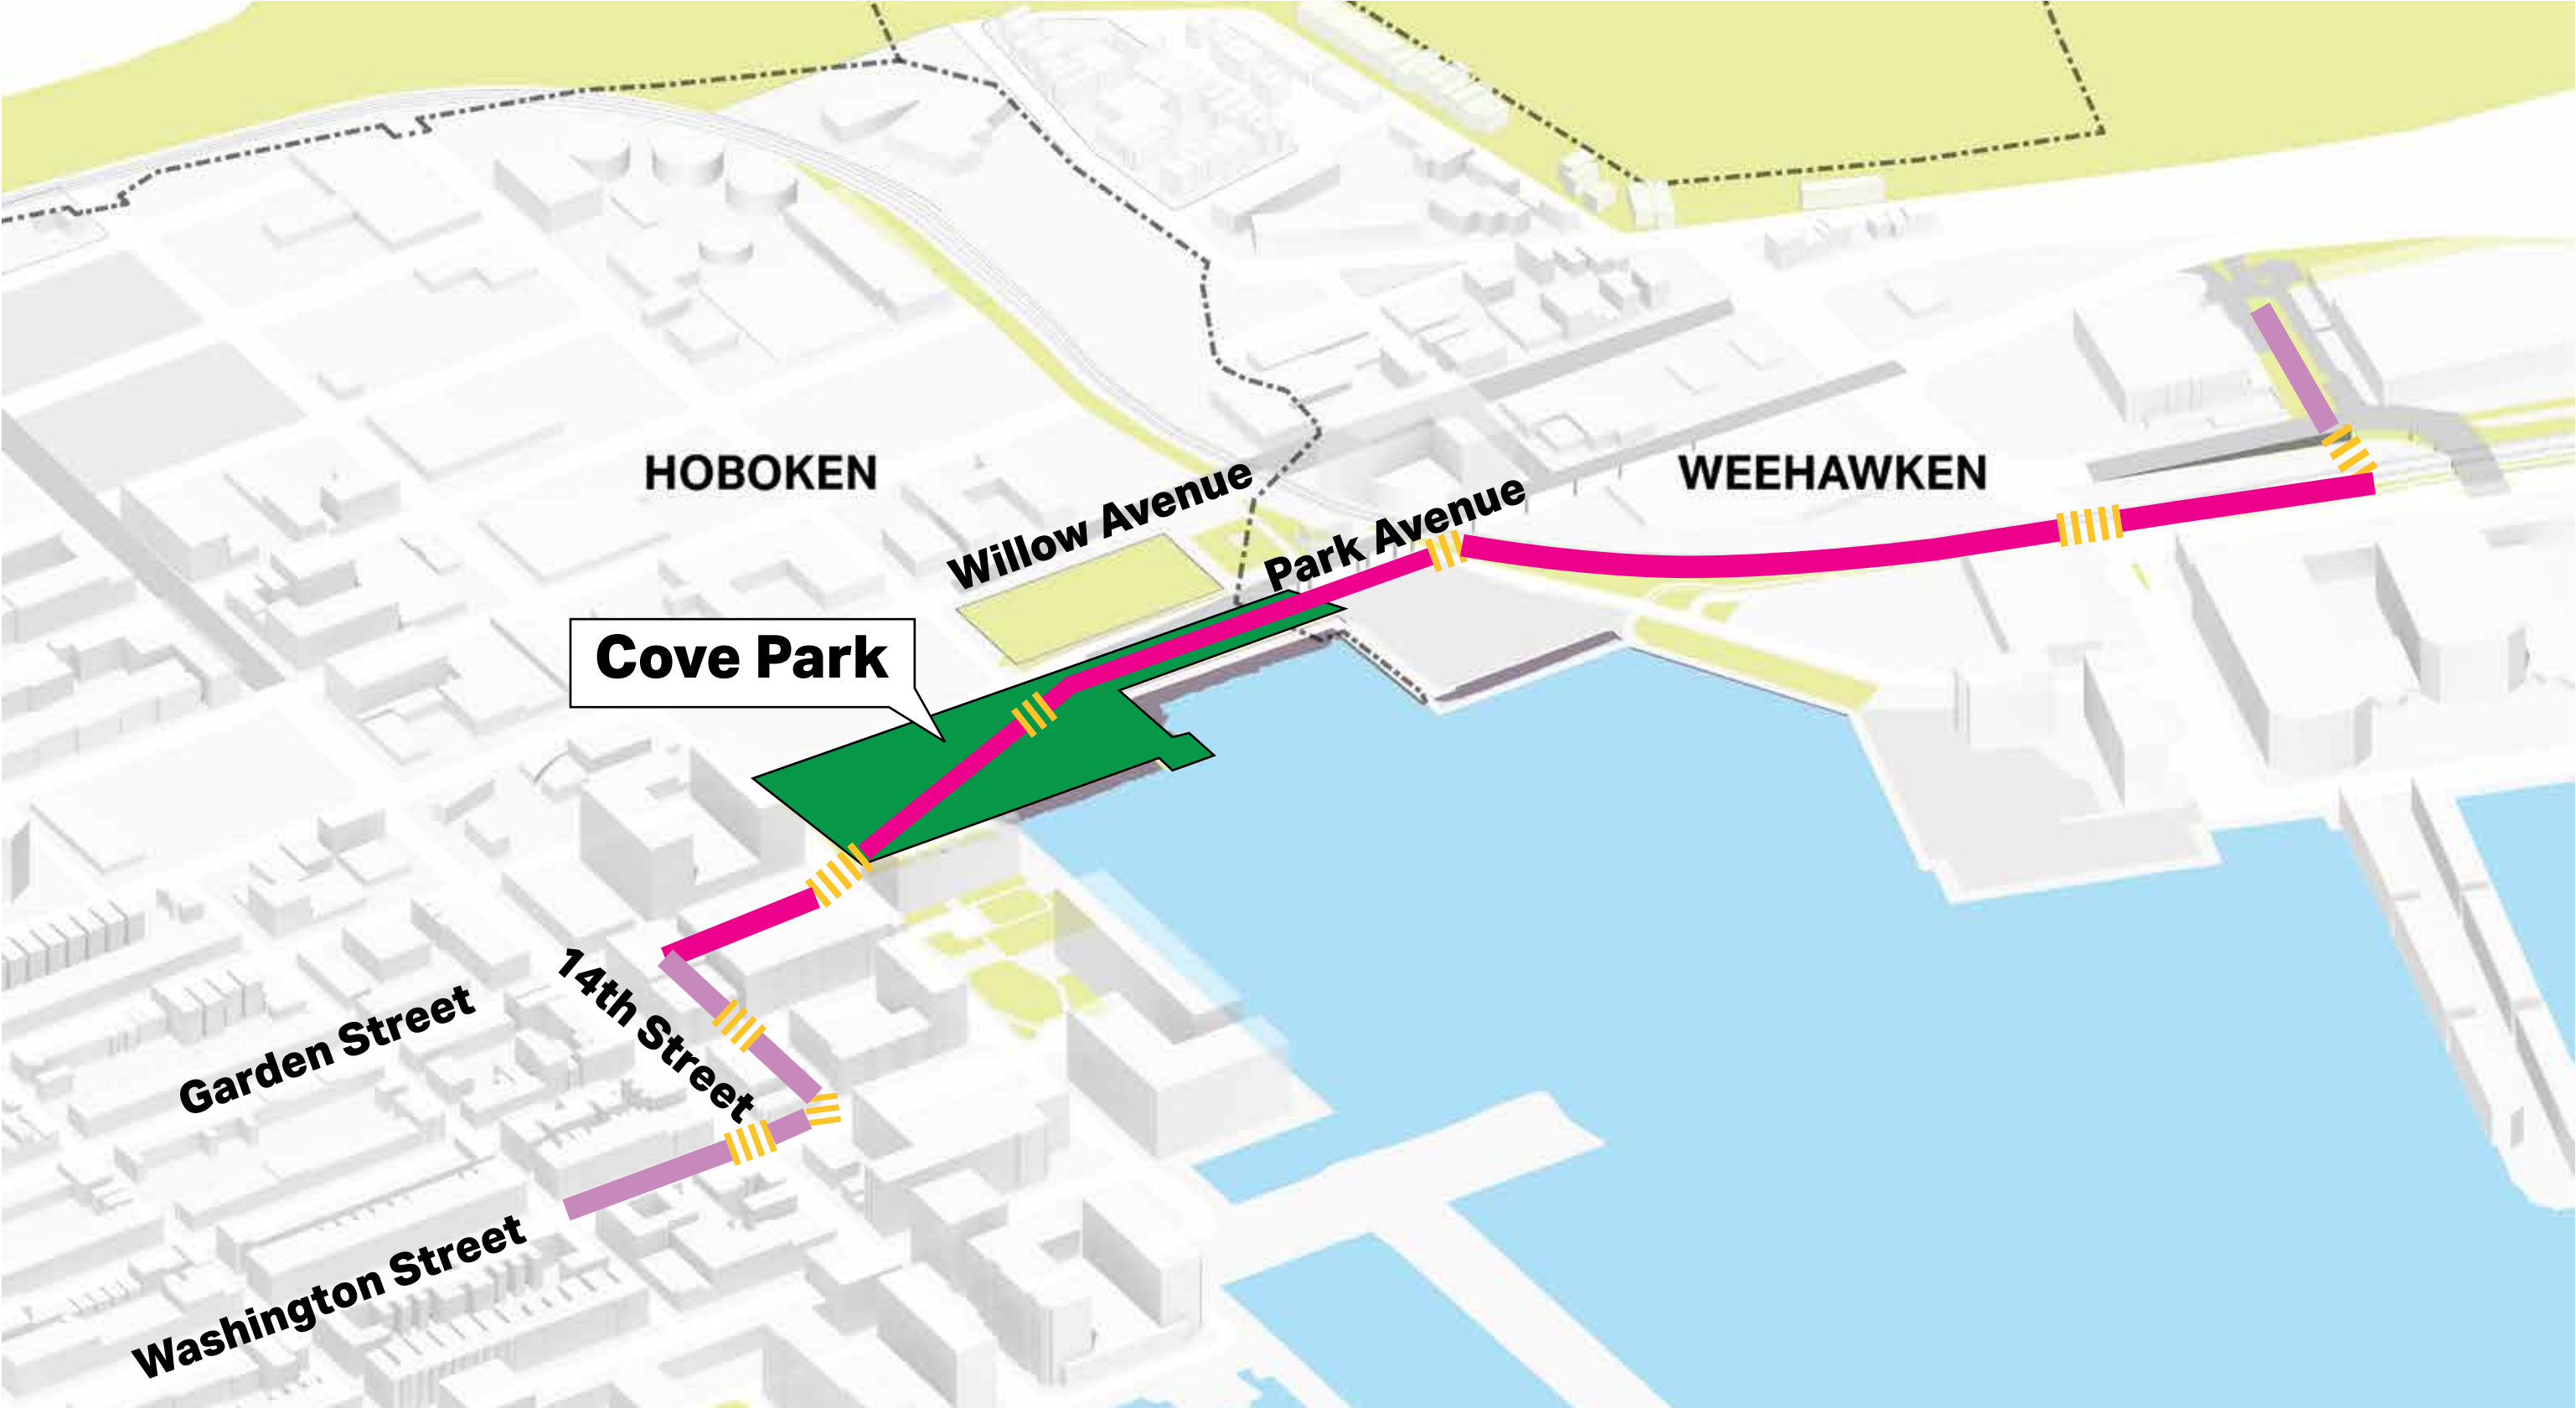 HOBOKEN
WEEHAWKEN
Willow Avenue
Park Avenue
Cove Park
14th Street
Garden Street
Washington Street